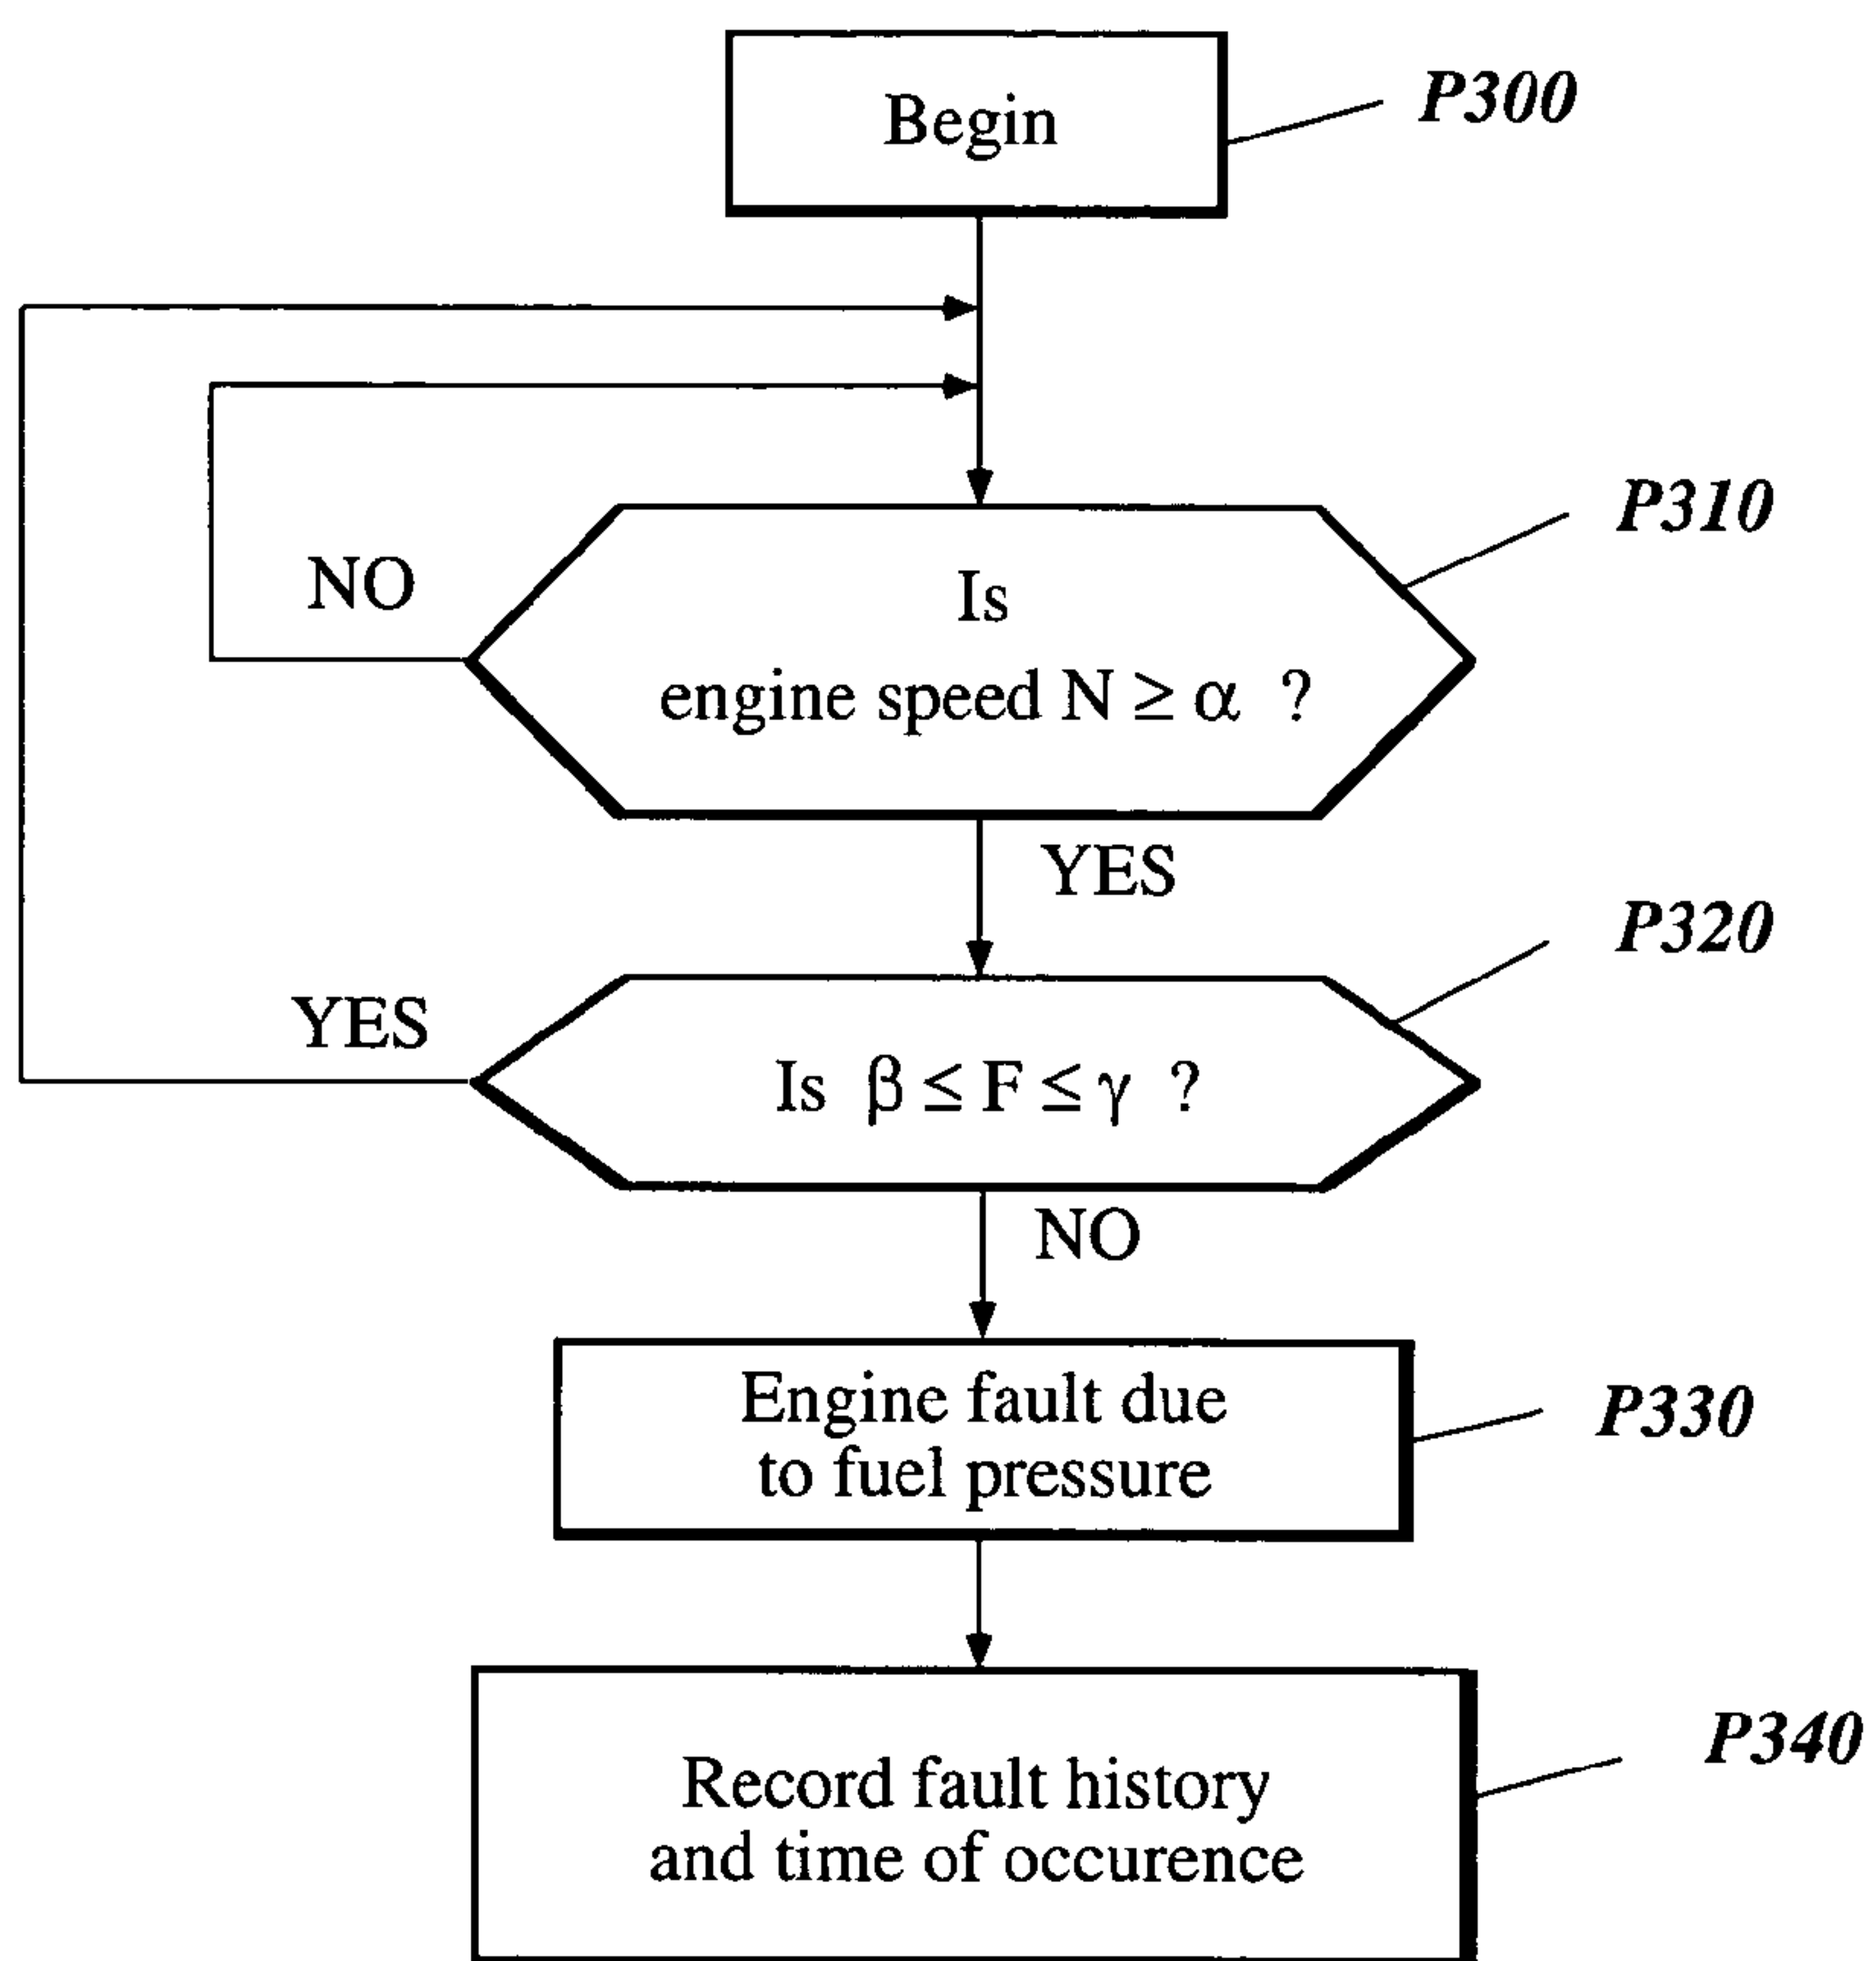 Begin
P300
P310
NO
Is
engine speed N ≥ α ?
YES
P320
YES
Is β ≤ F ≤ γ ?
NO
Engine fault due
to fuel pressure
P330
P340
Record fault history
and time of occurence